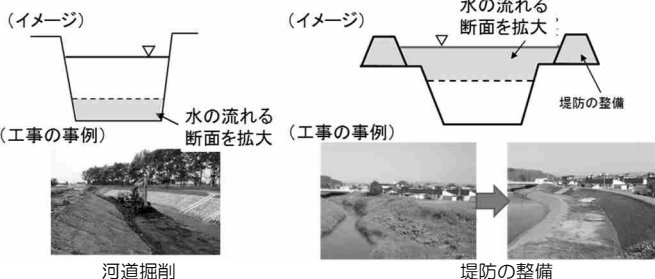 (イメージ)
水の流れる
断面を拡大
(工事の事例)
河道掘削
(イメージ)
水の流れる
断面を拡大
堤防の整備
(工事の事例)
堤防の整備